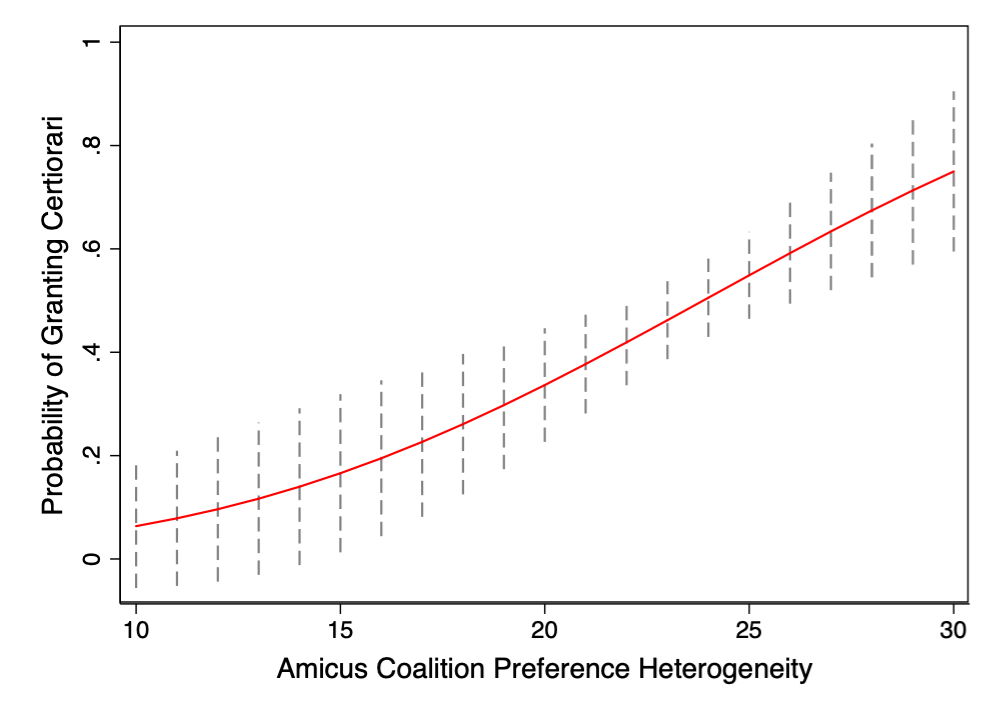 Probability of Granting Certiorari
1
.8
.6
.4
.2
0
10 15 20 25 30
Amicus Coalition Preference Heterogeneity